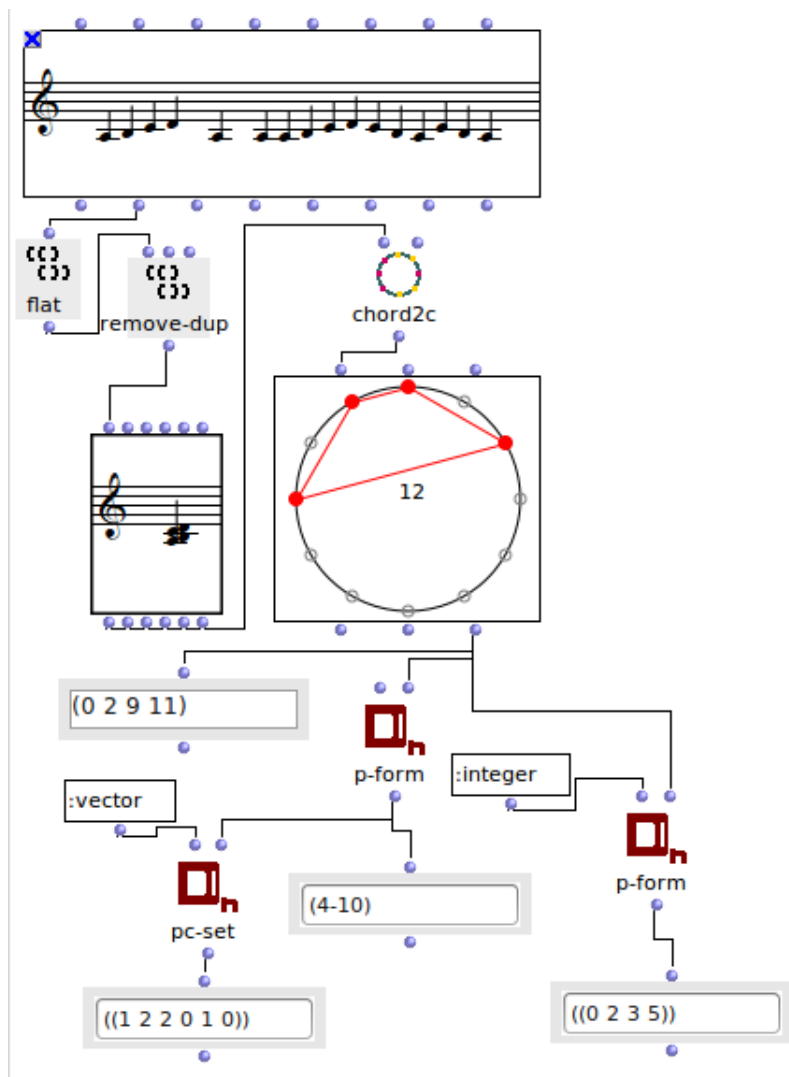 flat
remove-dup
chord2c
12
(0 2 9 11)
p-form
:integer
:vector
p-form
(4-10)
pc-set
((1 2 2 0 1 0))
((0 2 3 5))